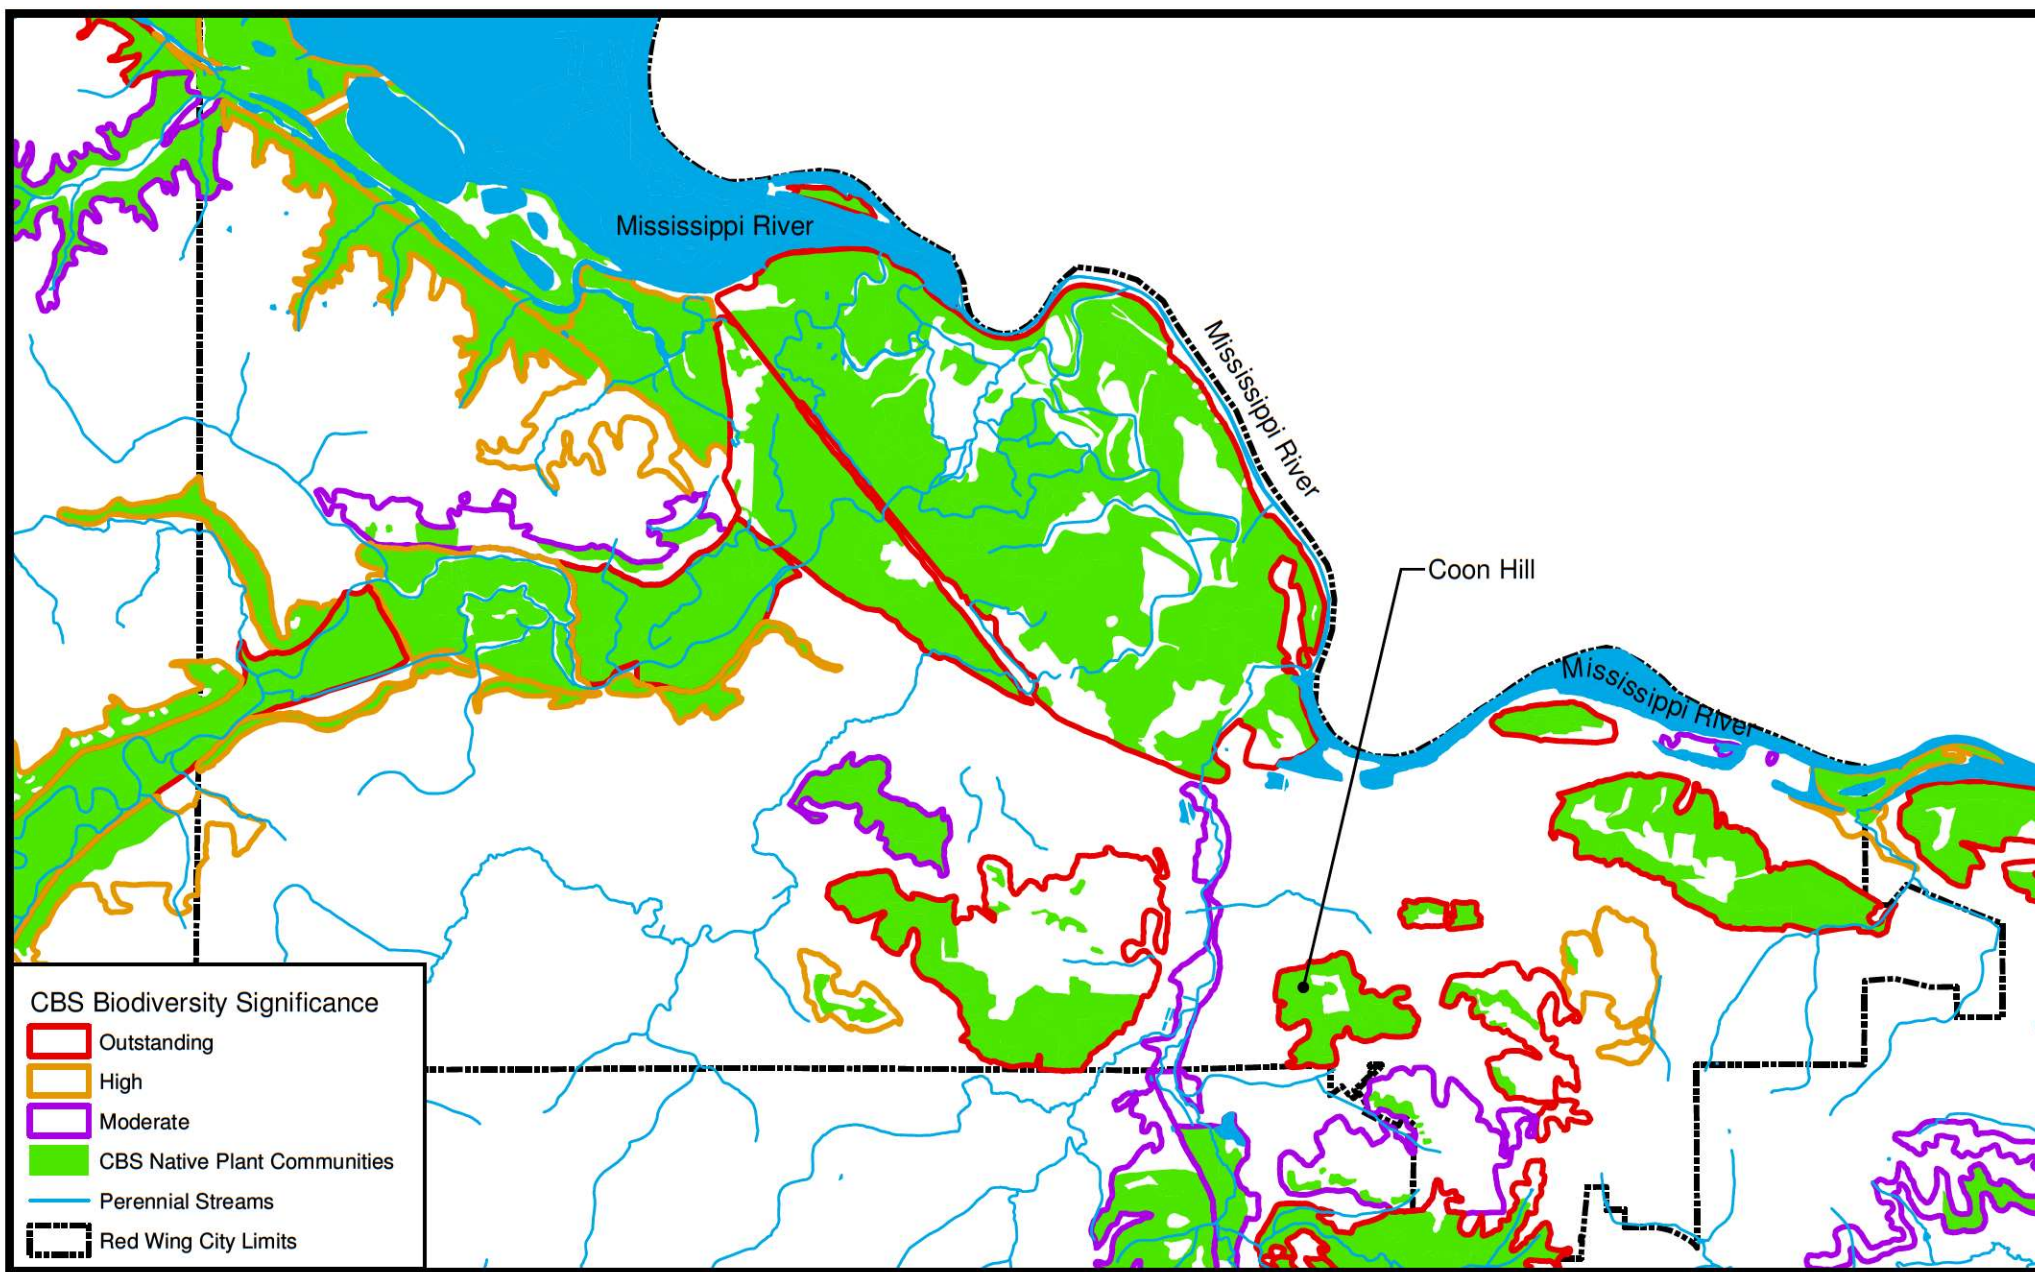 Mississippi River
Mississippi River
Coon Hill
Mississippi River
CBS Biodiversity Significance
Outstanding
High
Moderate
CBS Native Plant Communities
Perennial Streams
Red Wing City Limits